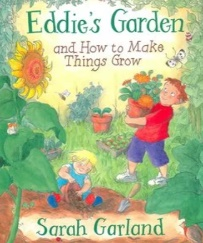 Eddie's Garden
and How to Make
Things Grow
Sarah Garland